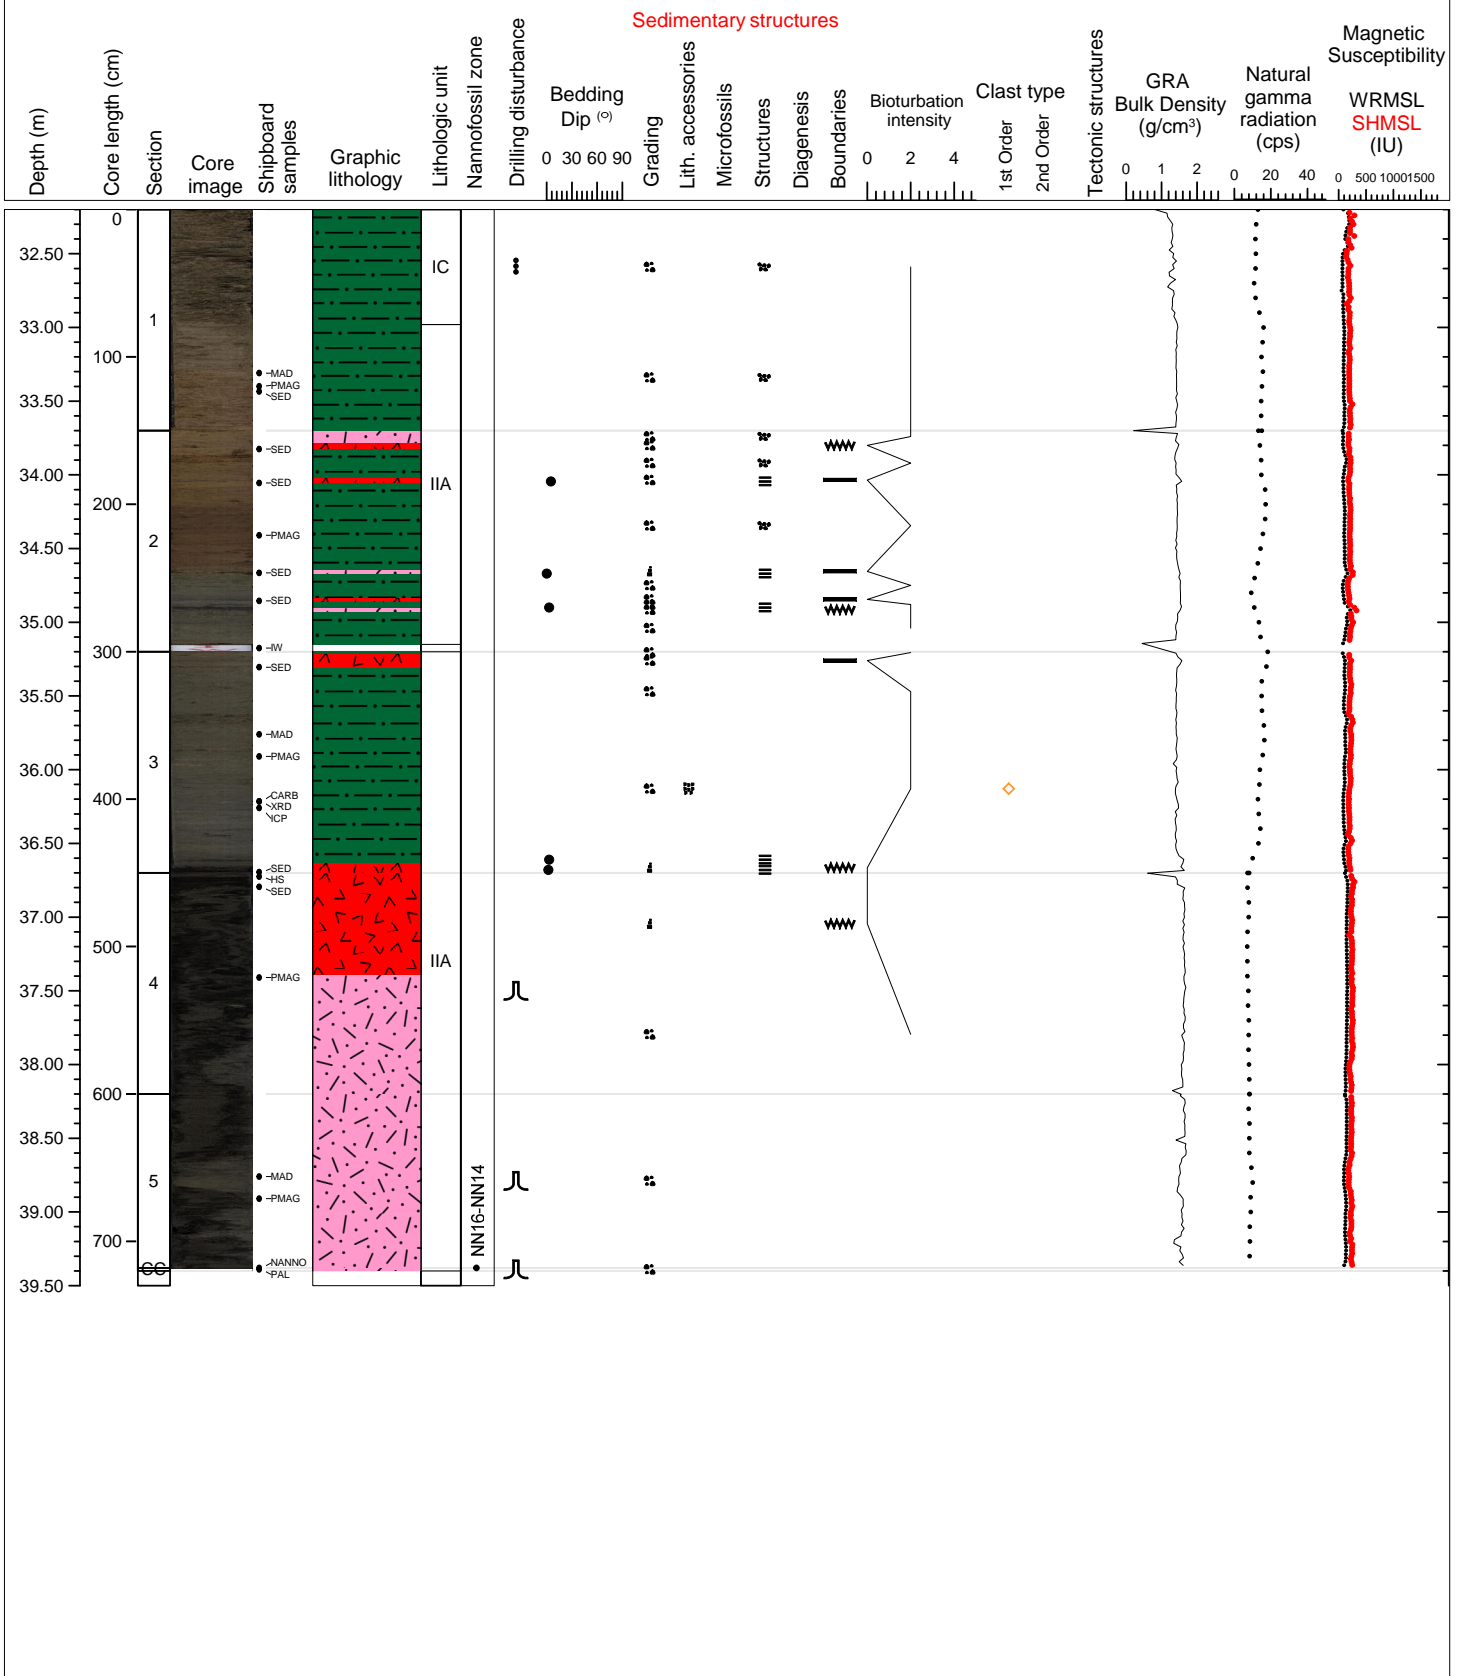 Sedimentary structures
Depth (m)
Core length (cm)
Section
Core
image
Shipboard
samples
Graphic
lithology
Lithologic unit
Nannofossil zone
Drilling disturbance
Bedding
Dip (o)
0 30 60 90
Grading
Lith. accessories
Microfossils
Structures
Diagenesis
Boundaries
Bioturbation
intensity
0 2 4
Clast type
1st Order
2nd Order
Tectonic structures
GRA
Bulk Density
(g/cm³)
0 1 2
Natural
gamma
radiation
(cps)
0 20 40
Magnetic
Susceptibility
WRMSL
SHMSL
(IU)
0 500 1000 1500
32.50
33.00
33.50
34.00
34.50
35.00
35.50
36.00
36.50
37.00
37.50
38.00
38.50
39.00
39.50
0
100
200
300
400
500
600
700
1
2
3
4
5
CC
MAD
PMAG
SED
SED
SED
PMAG
SED
SED
IW
SED
MAD
PMAG
CARB
XRD
ICP
SED
HS
SED
PMAG
MAD
PMAG
NANNO
PAL
IC
IIA
IIA
NN16-NN14